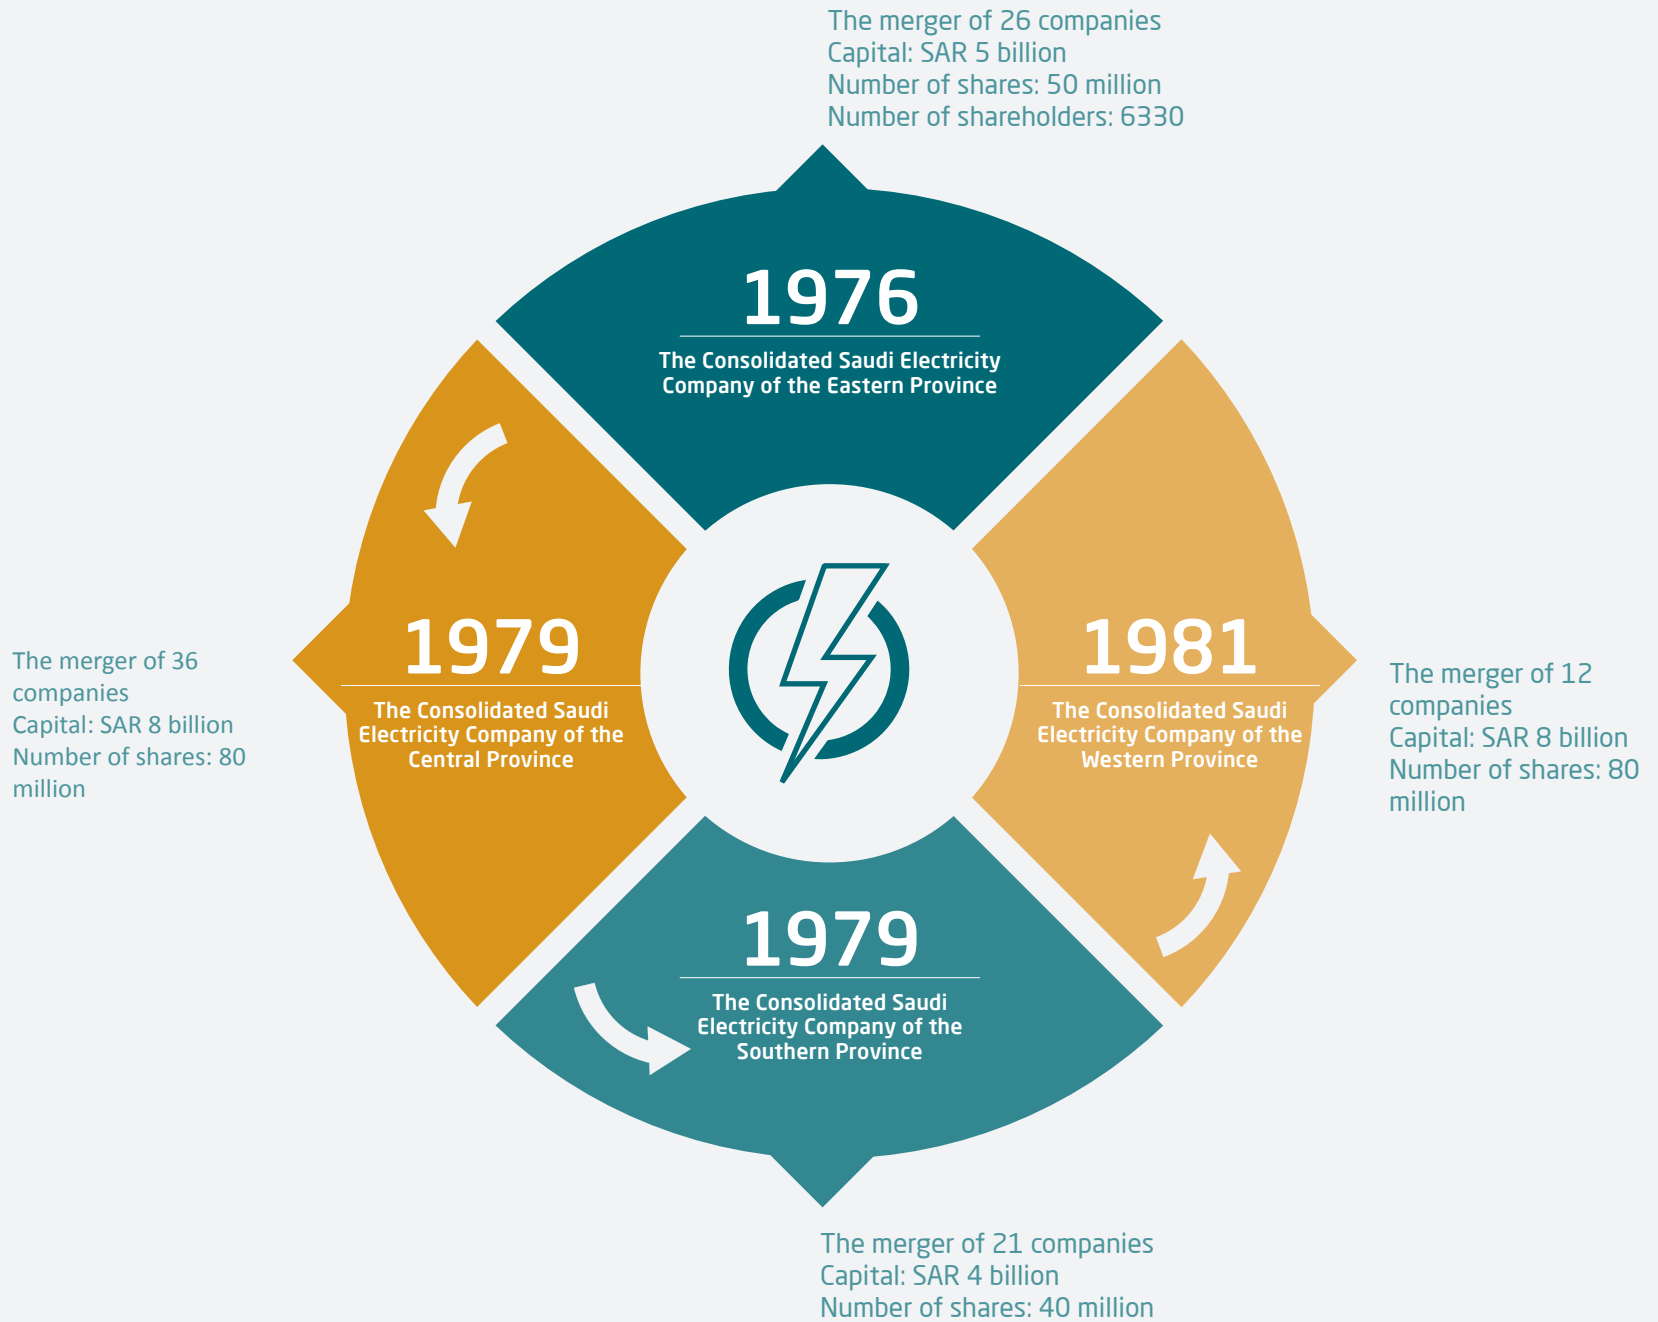 The merger of 26 companies
Capital: SAR 5 billion
Number of shares: 50 million
Number of shareholders: 6330
1976
The Consolidated Saudi Electricity
Company of the Eastern Province
1979
The Consolidated Saudi
Electricity Company of the
Central Province
The merger of 36
companies
Capital: SAR 8 billion
Number of shares: 80
million
1979
The Consolidated Saudi
Electricity Company of the
Southern Province
The merger of 21 companies
Capital: SAR 4 billion
Number of shares: 40 million
1981
The Consolidated Saudi
Electricity Company of the
Western Province
The merger of 12
companies
Capital: SAR 8 billion
Number of shares: 80
million